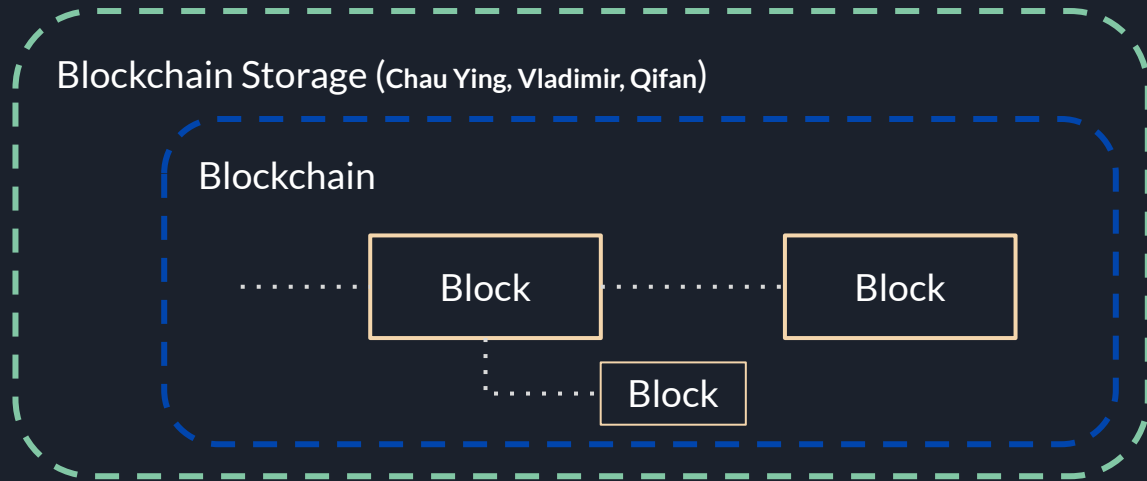 Blockchain Storage (Chau Ying, Vladimir, Qifan)
Blockchain
Block
Block
Block